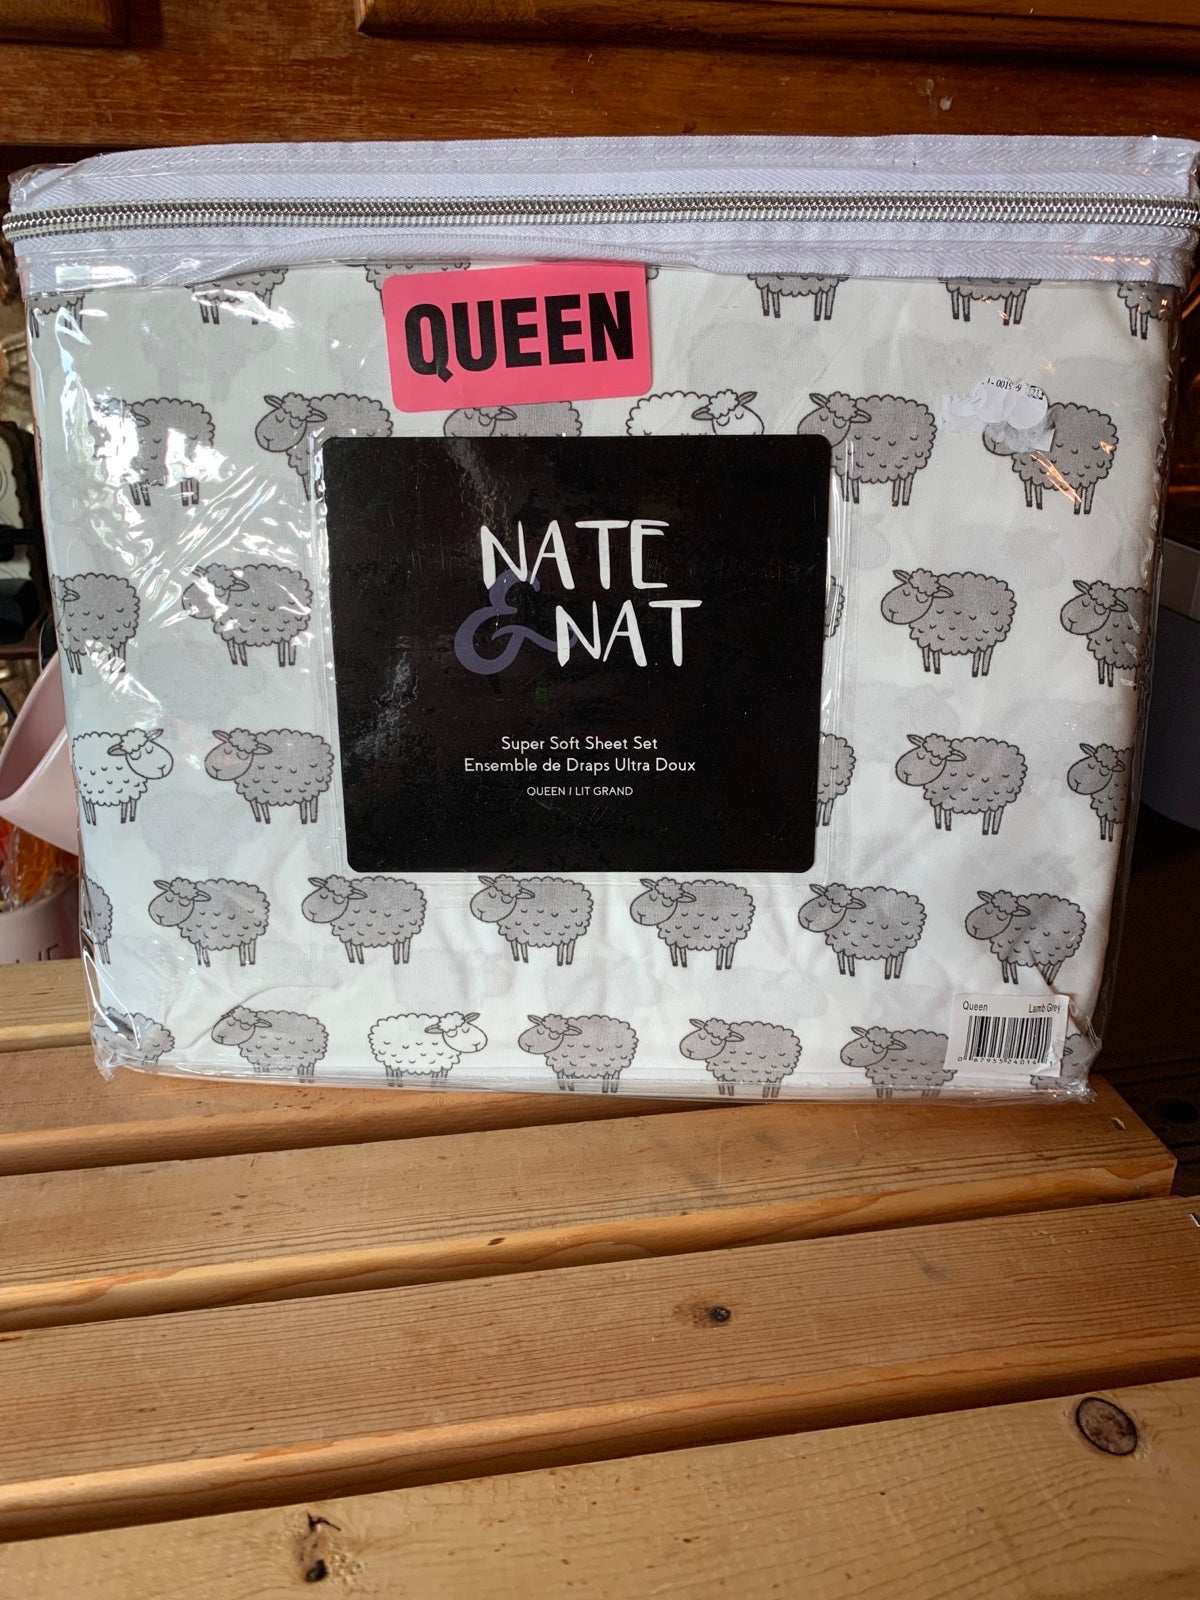 QUEEN
NATE
& NAT
Super Soft Sheet Set
Ensemble de Draps Ultra Doux
QUEEN / LIT GRAND
Queen Lamb Grey